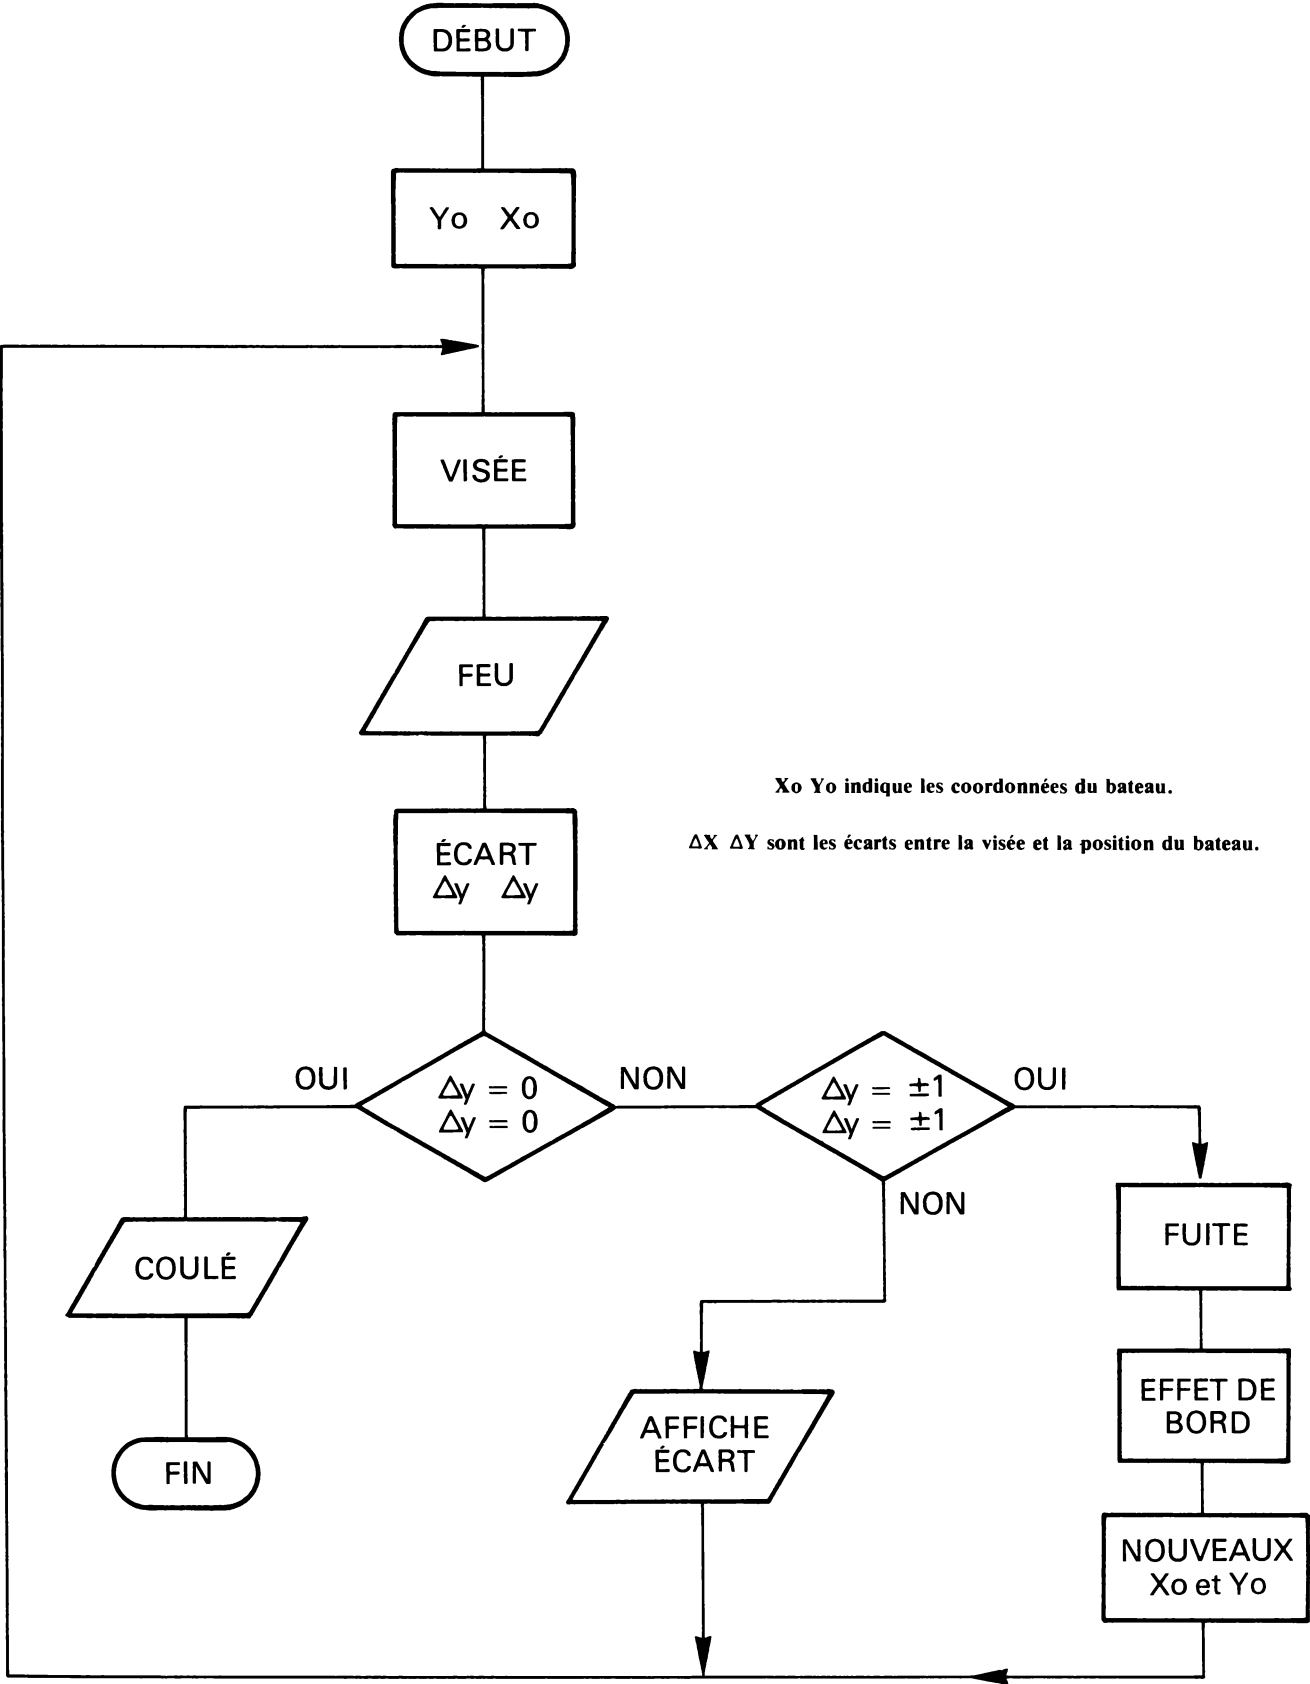 DÉBUT
Yo Xo
VISÉE
FEU
Xo Yo indique les coordonnées du bateau.
ΔX ΔY sont les écarts entre la visée et la position du bateau.
ÉCART
Δy Δy
OUI
Δy = 0
Δy = 0
NON
Δy = ±1
Δy = ±1
OUI
NON
FUITE
COULÉ
EFFET DE
BORD
AFFICHE
ÉCART
FIN
NOUVEAUX
Xo et Yo